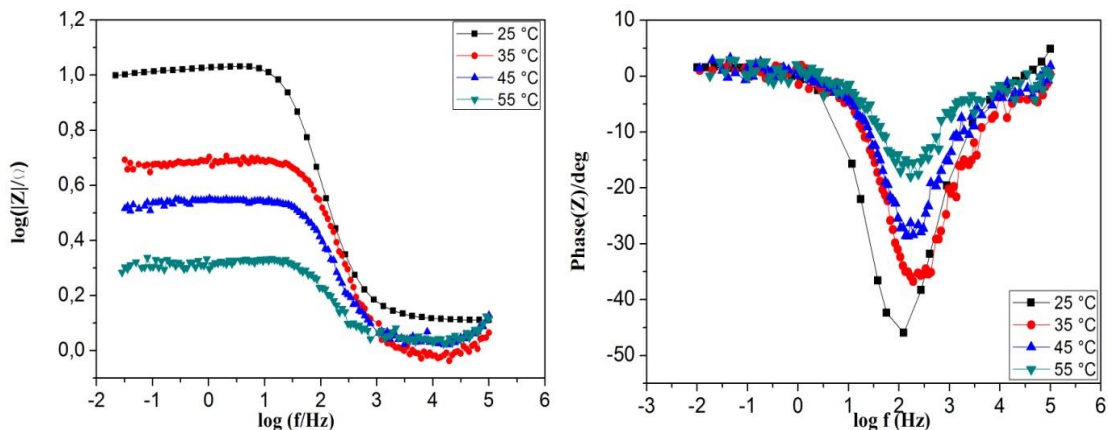 log(|Z|/Ω)
1,2
1,0
0,8
0,6
0,4
0,2
0,0
-2 -1 0 1 2 3 4 5 6
log (f/Hz)
25 °C
35 °C
45 °C
55 °C
Phase(Z)/deg
10
0
-10
-20
-30
-40
-50
-3 -2 -1 0 1 2 3 4 5 6
log f (Hz)
25 °C
35 °C
45 °C
55 °C